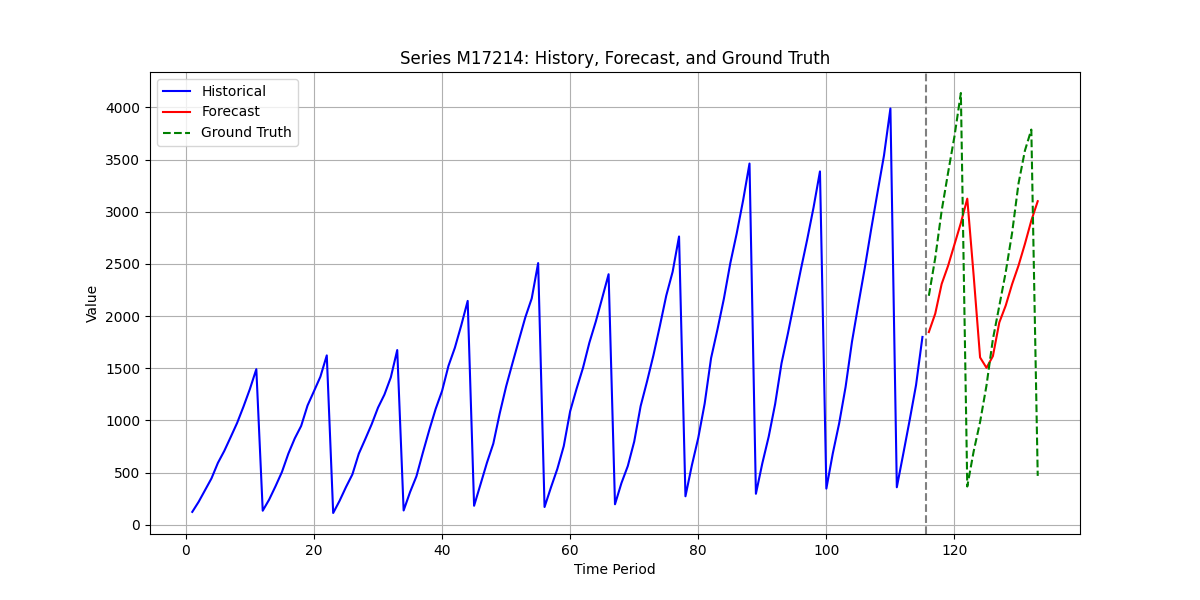 Series M17214: History, Forecast, and Ground Truth
Historical
Forecast
Ground Truth
4000
3500
3000
2500
2000
1500
1000
500
0
Value
0 20 40 60 80 100 120
Time Period